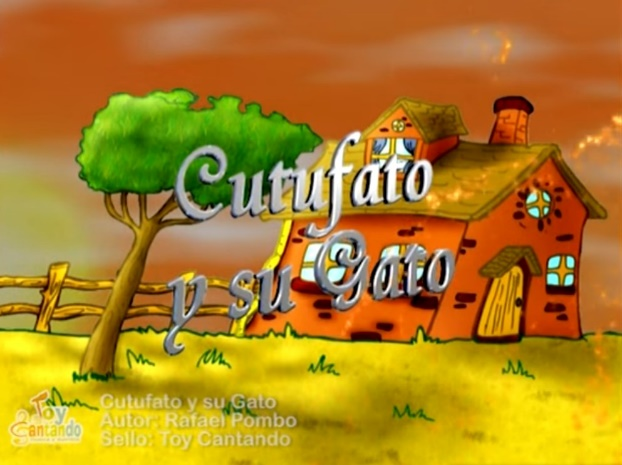 Cutufato
y su Gato
Toy
Cantando
Cutufato y su Gato
Autor: Rafael Pombo
Sello: Toy Cantando